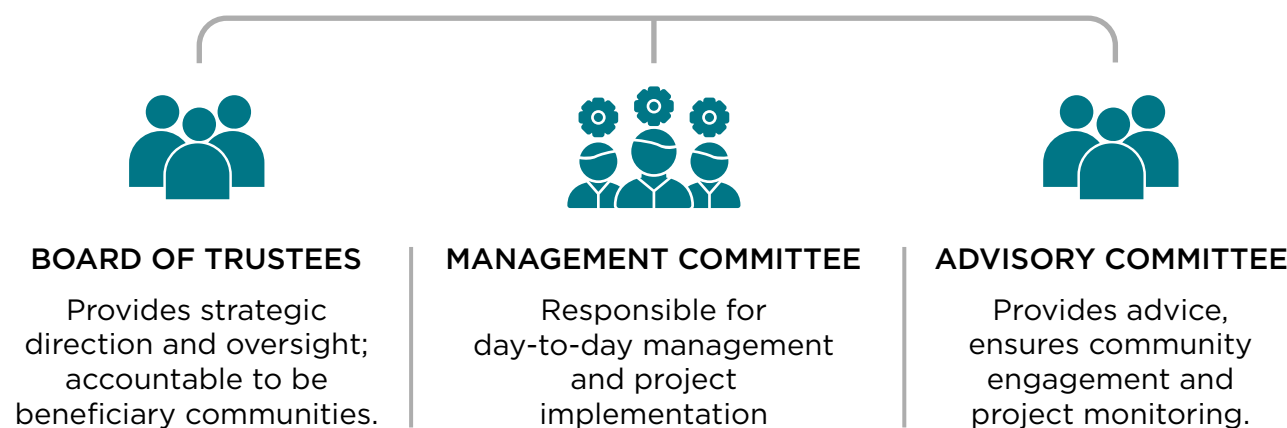 BOARD OF TRUSTEES
Provides strategic
direction and oversight;
accountable to be
beneficiary communities.
MANAGEMENT COMMITTEE
Responsible for
day-to-day management
and project
implementation
ADVISORY COMMITTEE
Provides advice,
ensures community
engagement and
project monitoring.